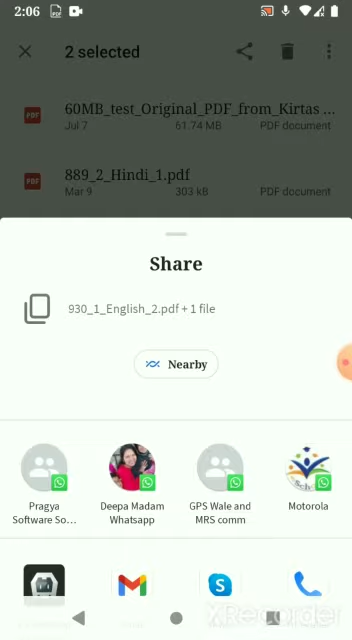 2:06
2 selected
60MB_test_Original_PDF_from_Kirtas ...
Jul 7 61.74 MB PDF document
PDF
889_2_Hindi_1.pdf
Mar 9 303 kB PDF document
PDF
Share
930_1_English_2.pdf + 1 file
Nearby
Pragya
Software So...
Deepa Madam
Whatsapp
GPS Wale and
MRS comm
Motorola
XRecorder